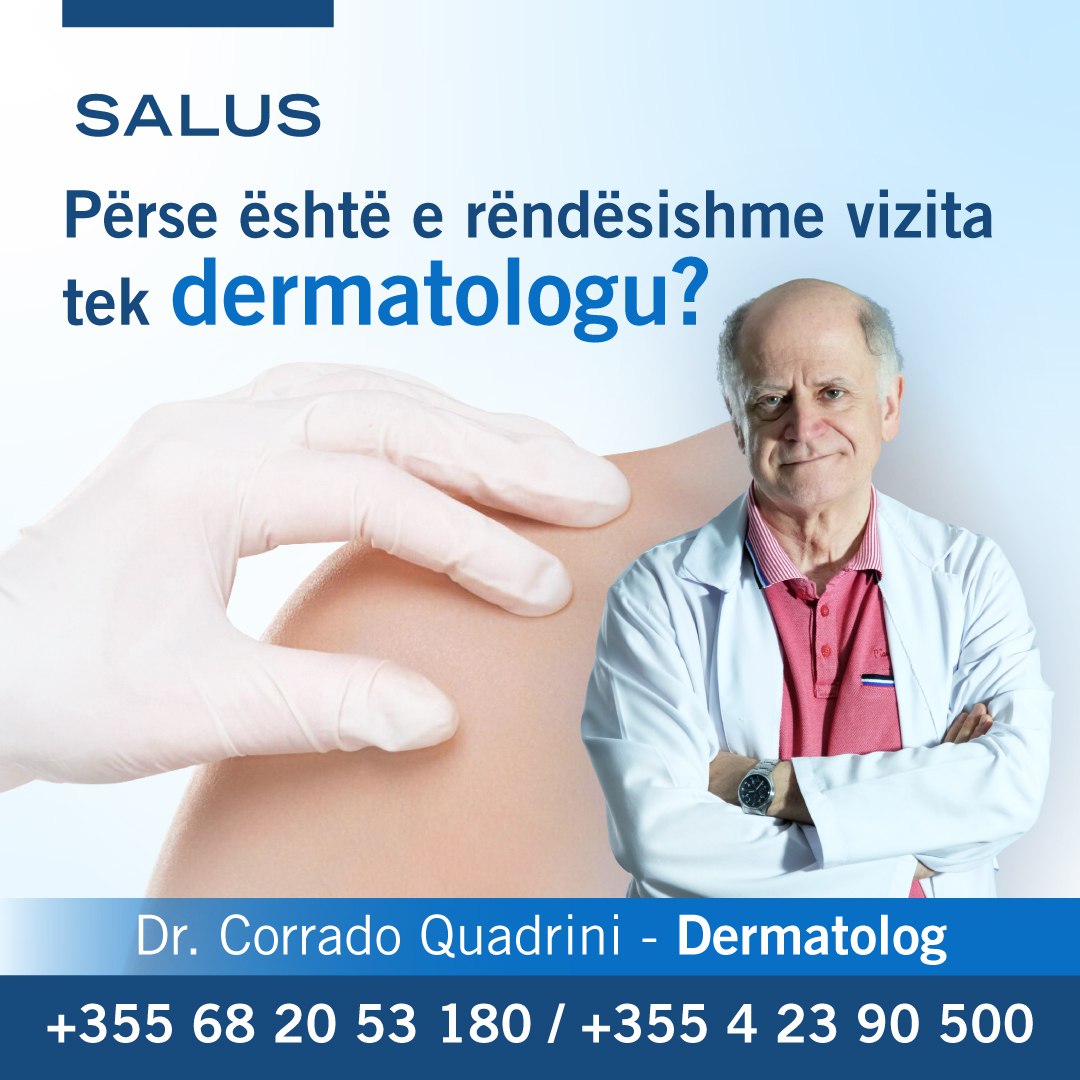 SALUS
Përse është e rëndësishme vizita
tek dermatologu?
Dr. Corrado Quadrini - Dermatolog
+355 68 20 53 180 / +355 4 23 90 500